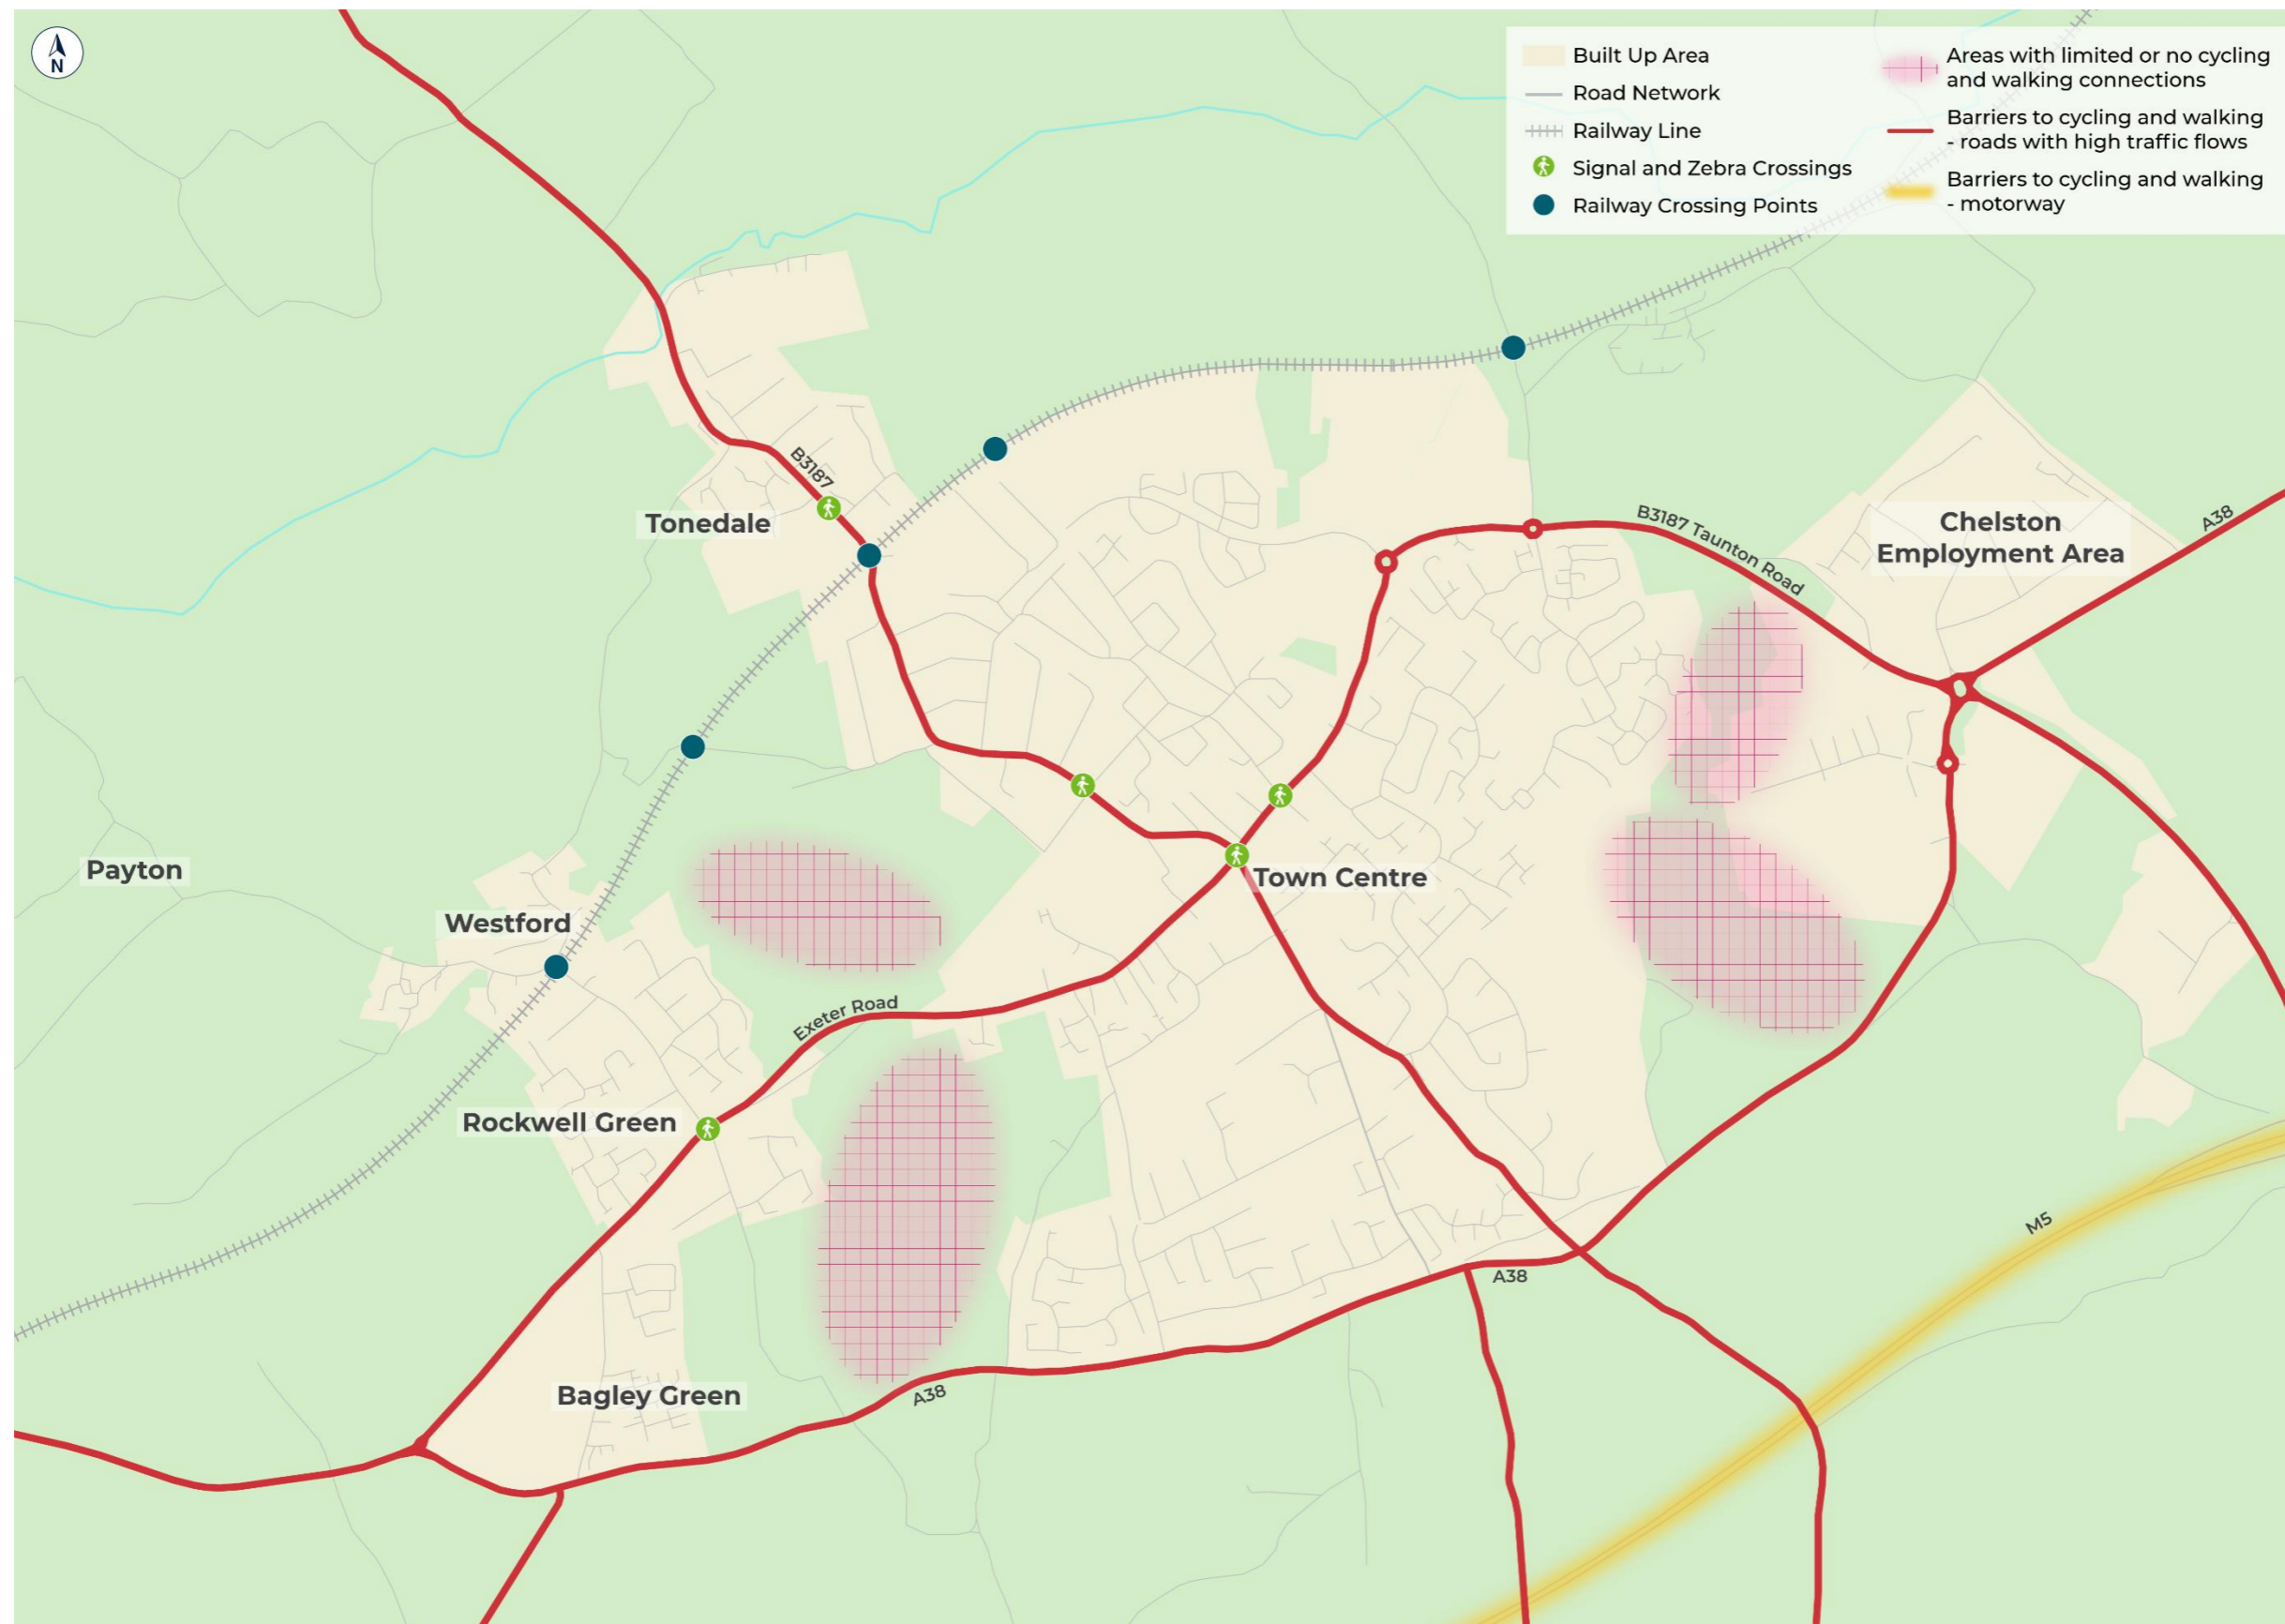 N
Built Up Area
Road Network
Railway Line
Signal and Zebra Crossings
Railway Crossing Points
Areas with limited or no cycling
and walking connections
Barriers to cycling and walking
- roads with high traffic flows
Barriers to cycling and walking
- motorway
B3187
Tonedale
B3187 Taunton Road
Chelston
Employment Area
A38
Payton
Westford
Town Centre
Exeter Road
Rockwell Green
M5
A38
Bagley Green
A38